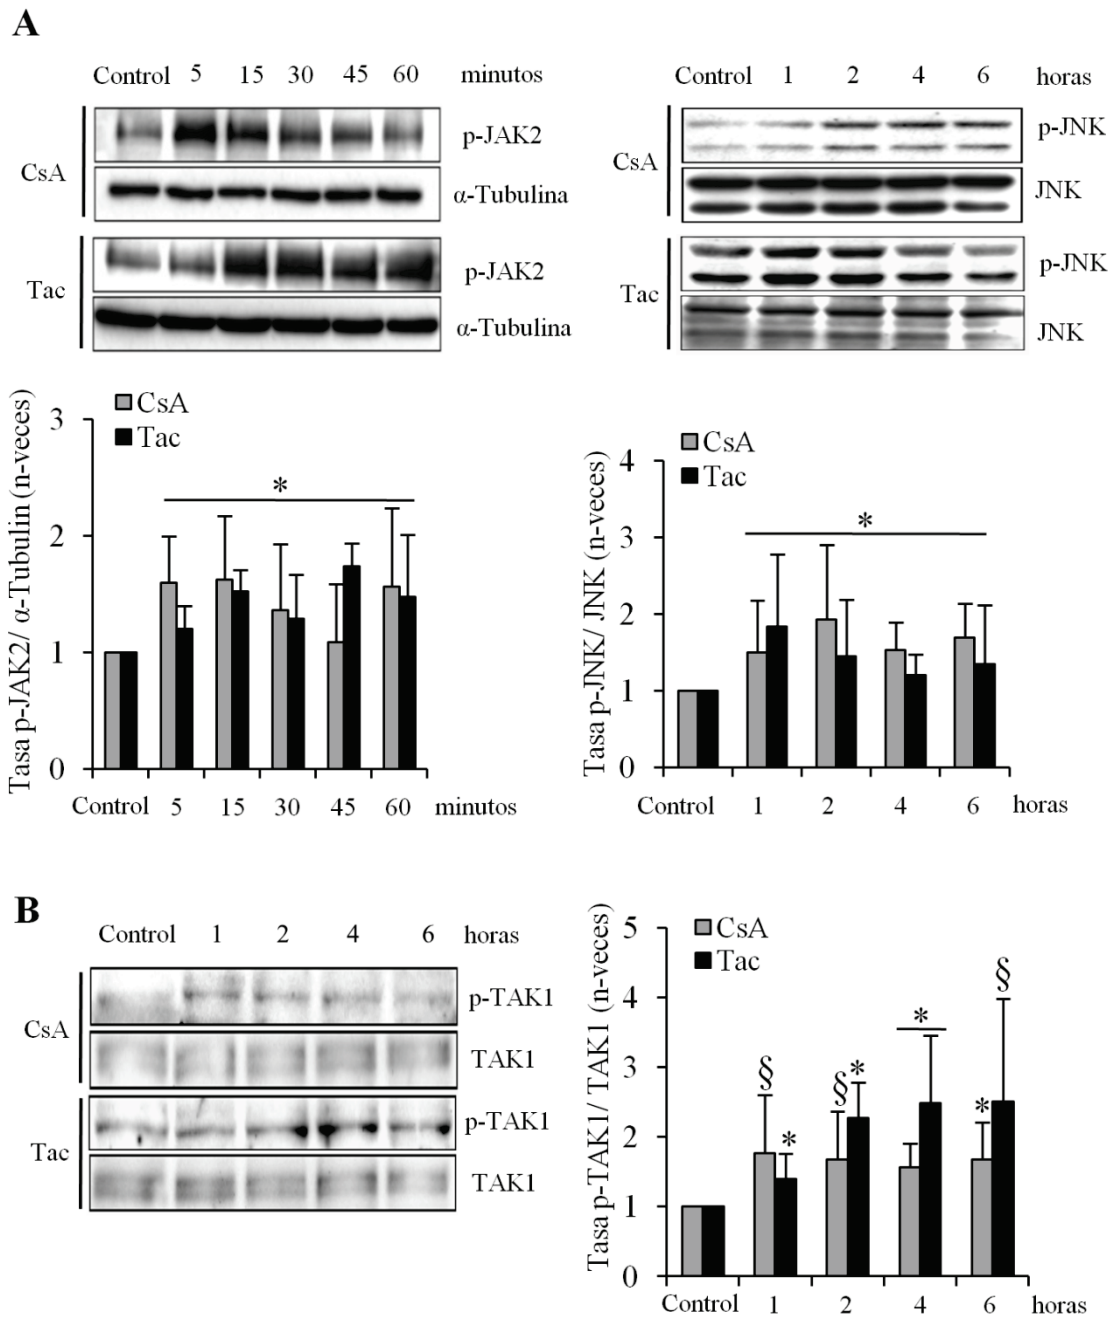 A
Control 5 15 30 45 60 minutos
CsA
p-JAK2
α-Tubulina
Tac
p-JAK2
α-Tubulina
Control 1 2 4 6 horas
CsA
p-JNK
JNK
Tac
p-JNK
JNK
Tasa p-JAK2/ α-Tubulin (n-veces)
CsA
Tac
3
2
1
0
*
Control 5 15 30 45 60 minutos
Tasa p-JNK/ JNK (n-veces)
CsA
Tac
4
3
2
1
0
*
Control 1 2 4 6 horas
B
Control 1 2 4 6 horas
CsA
p-TAK1
TAK1
Tac
p-TAK1
TAK1
Tasa p-TAK1/ TAK1 (n-veces)
CsA
Tac
5
4
3
2
1
0
§ * § * * * §
Control 1 2 4 6 horas